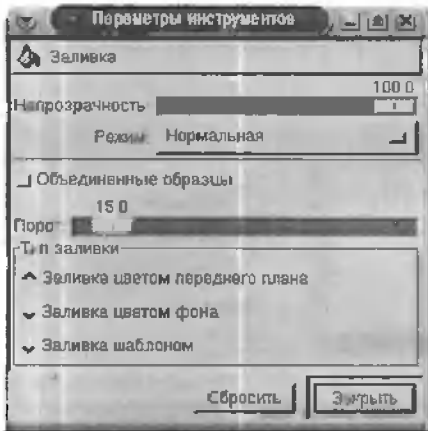 Параметры инструментов
Заливка
100.0
Непрозрачность
Режим: Нормальная
Объединенные образцы
15.0
Порог
Тип заливки
Заливка цветом переднего плана
Заливка цветом фона
Заливка шаблоном
Сбросить Закрыть